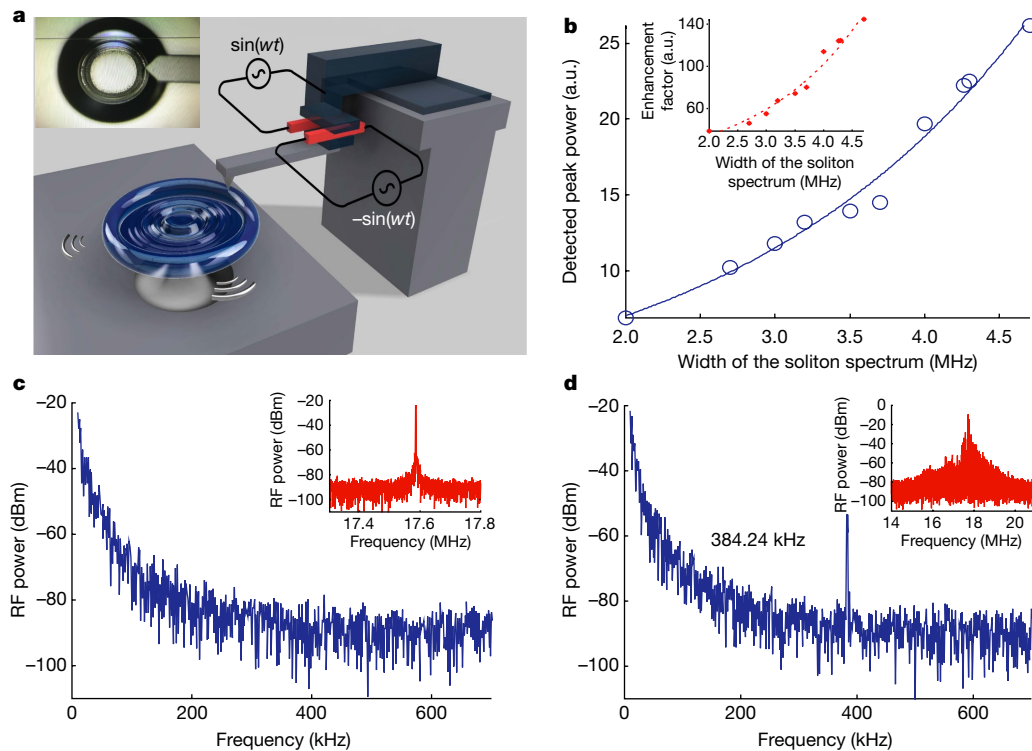 a
sin(wt)
–sin(wt)
b
Detected peak power (a.u.)
25
20
15
10
2.0 2.5 3.0 3.5 4.0 4.5
Width of the soliton spectrum (MHz)
Enhancement
factor (a.u.)
140
100
60
2.0 2.5 3.0 3.5 4.0 4.5
Width of the soliton
spectrum (MHz)
c
RF power (dBm)
–20
–40
–60
–80
–100
0 200 400 600
Frequency (kHz)
RF power (dBm)
–20
–40
–60
–80
–100
17.4 17.6 17.8
Frequency (MHz)
d
RF power (dBm)
–20
–40
–60
–80
–100
0 200 400 600
Frequency (kHz)
384.24 kHz
RF power (dBm)
0
–20
–40
–60
–80
–100
14 16 18 20
Frequency (MHz)